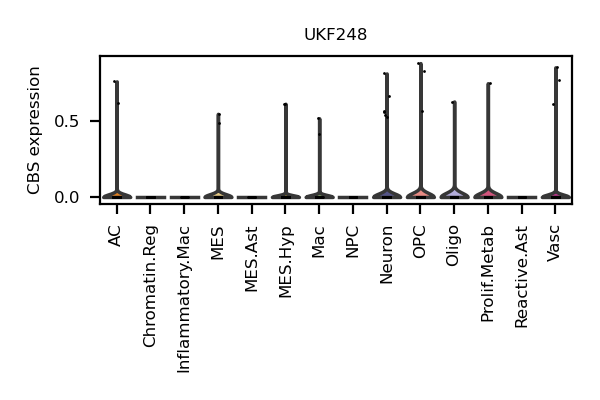 UKF248
CBS expression
0.5
0.0
AC
Chromatin.Reg
Inflammatory.Mac
MES
MES.Ast
MES.Hyp
Mac
NPC
Neuron
OPC
Oligo
Prolif.Metab
Reactive.Ast
Vasc